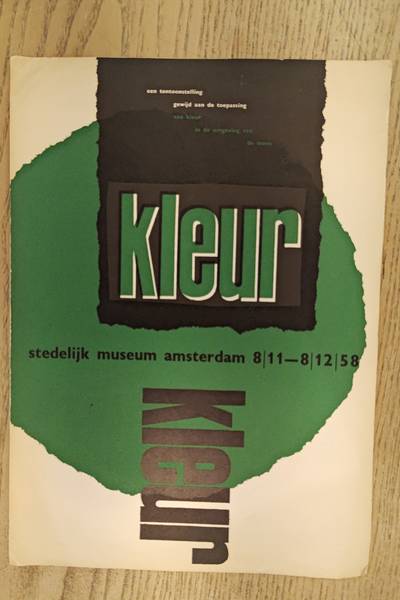 een tentoonstelling
gewijd aan de toepassing
van kleur
in de omgeving van
de mens
kleur
stedelijk museum amsterdam 8|11—8|12|58
kleur